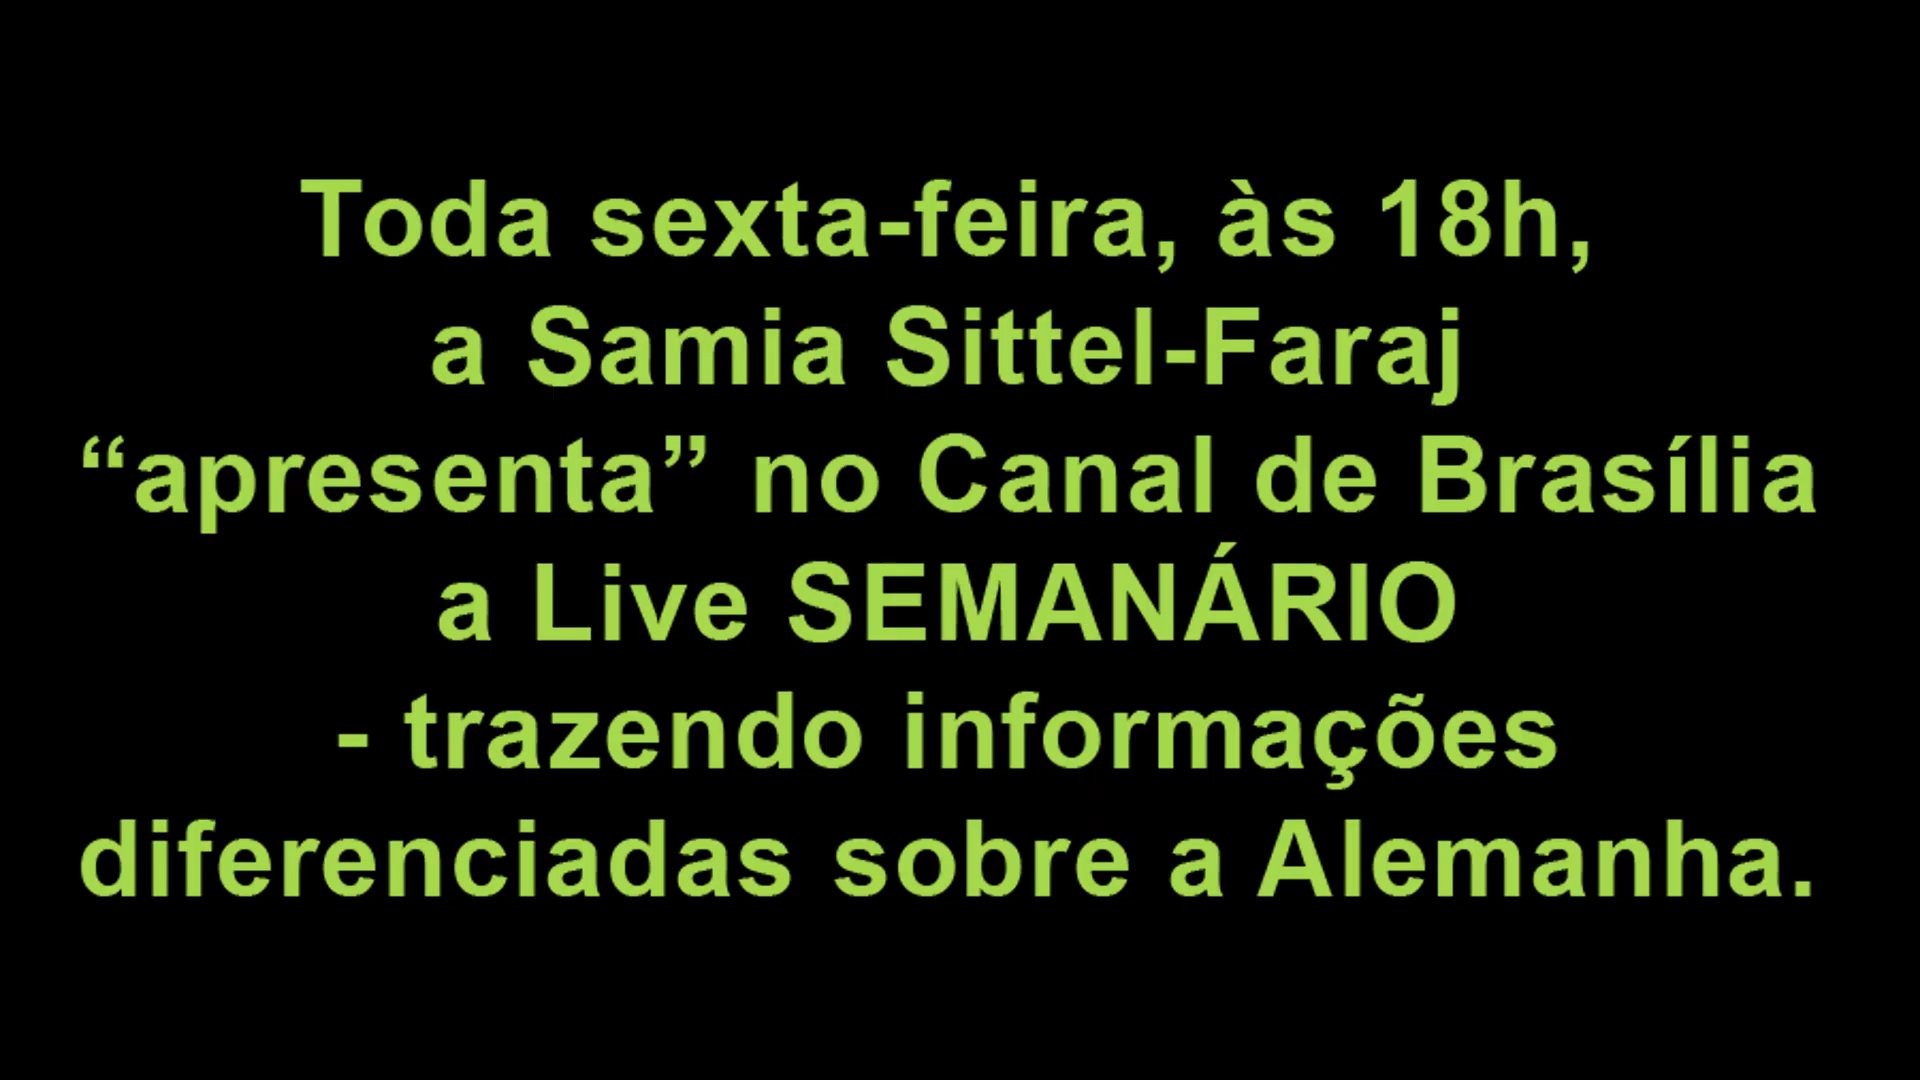 Toda sexta-feira, às 18h,
a Samia Sittel-Faraj
“apresenta” no Canal de Brasília
a Live SEMANÁRIO
- trazendo informações
diferenciadas sobre a Alemanha.